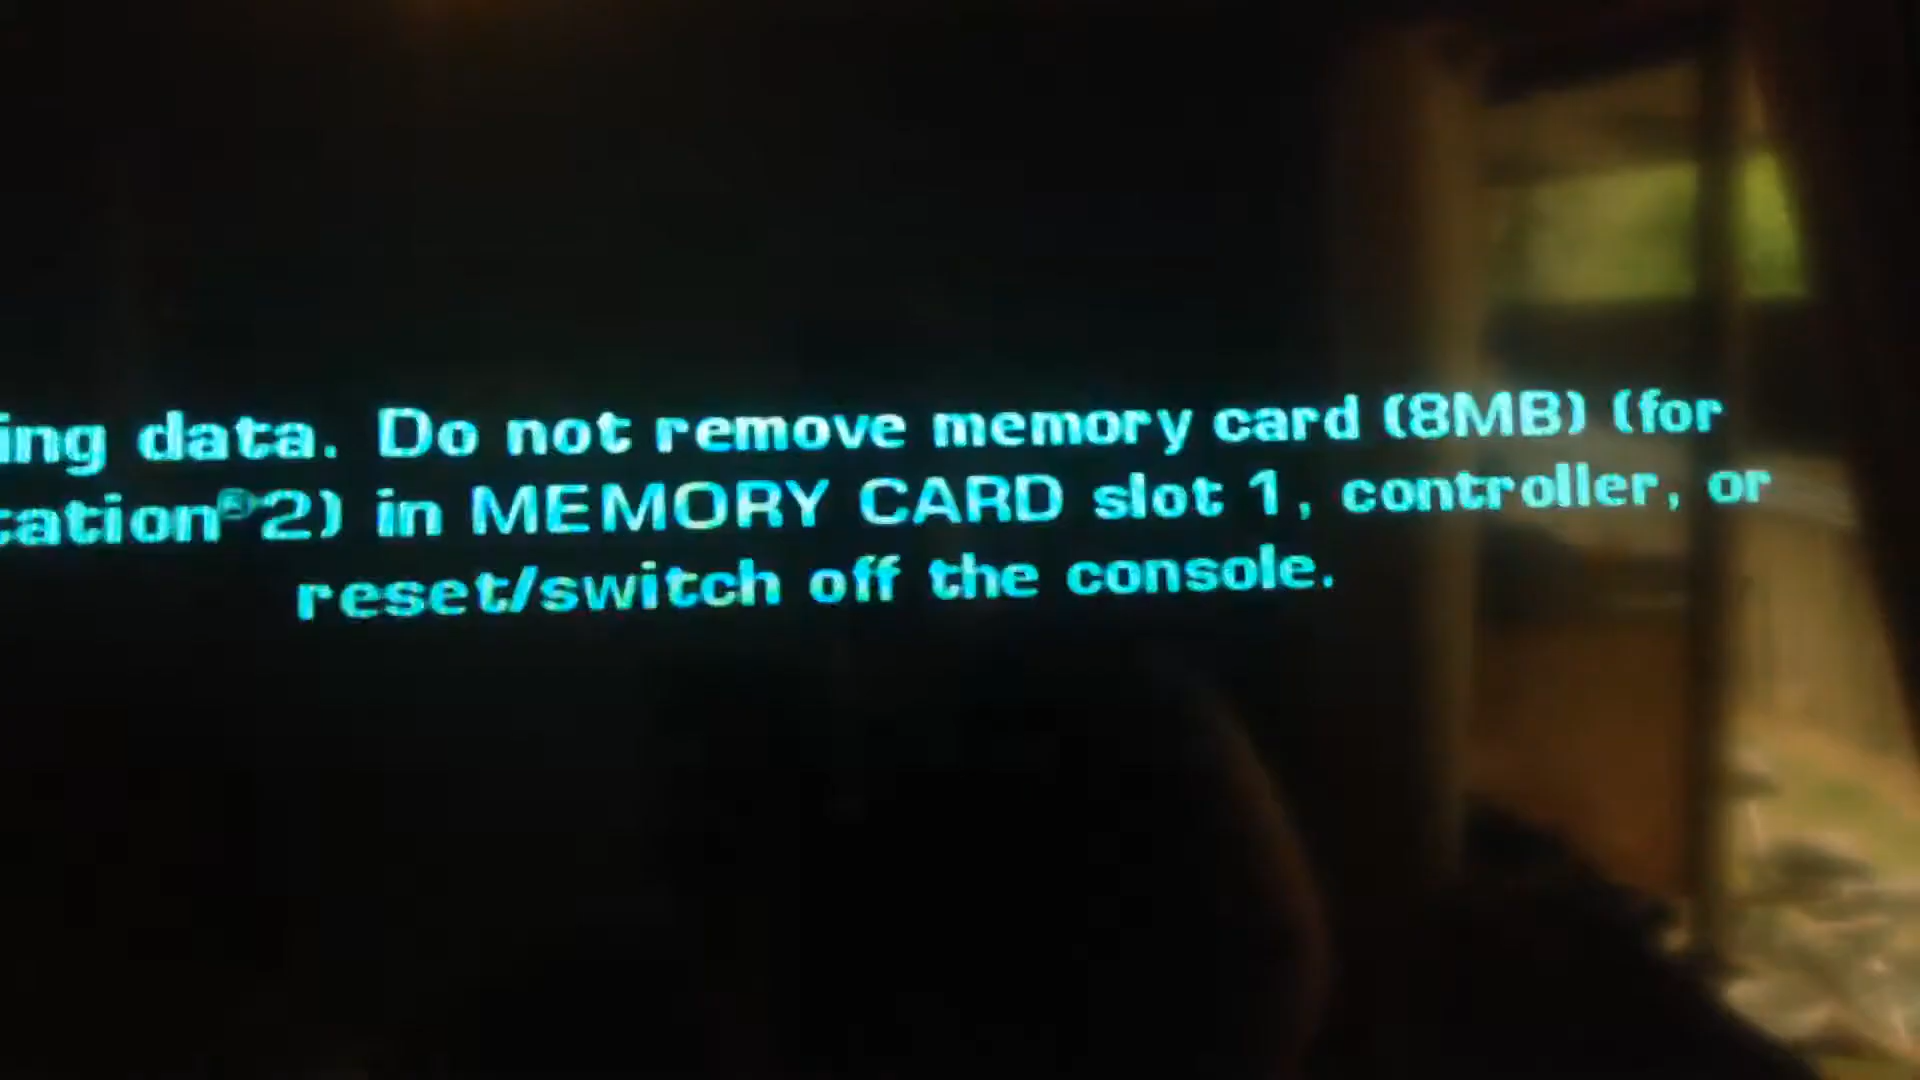 ing data. Do not remove memory card (8MB) (for
tation®2) in MEMORY CARD slot 1, controller, or
reset/switch off the console.